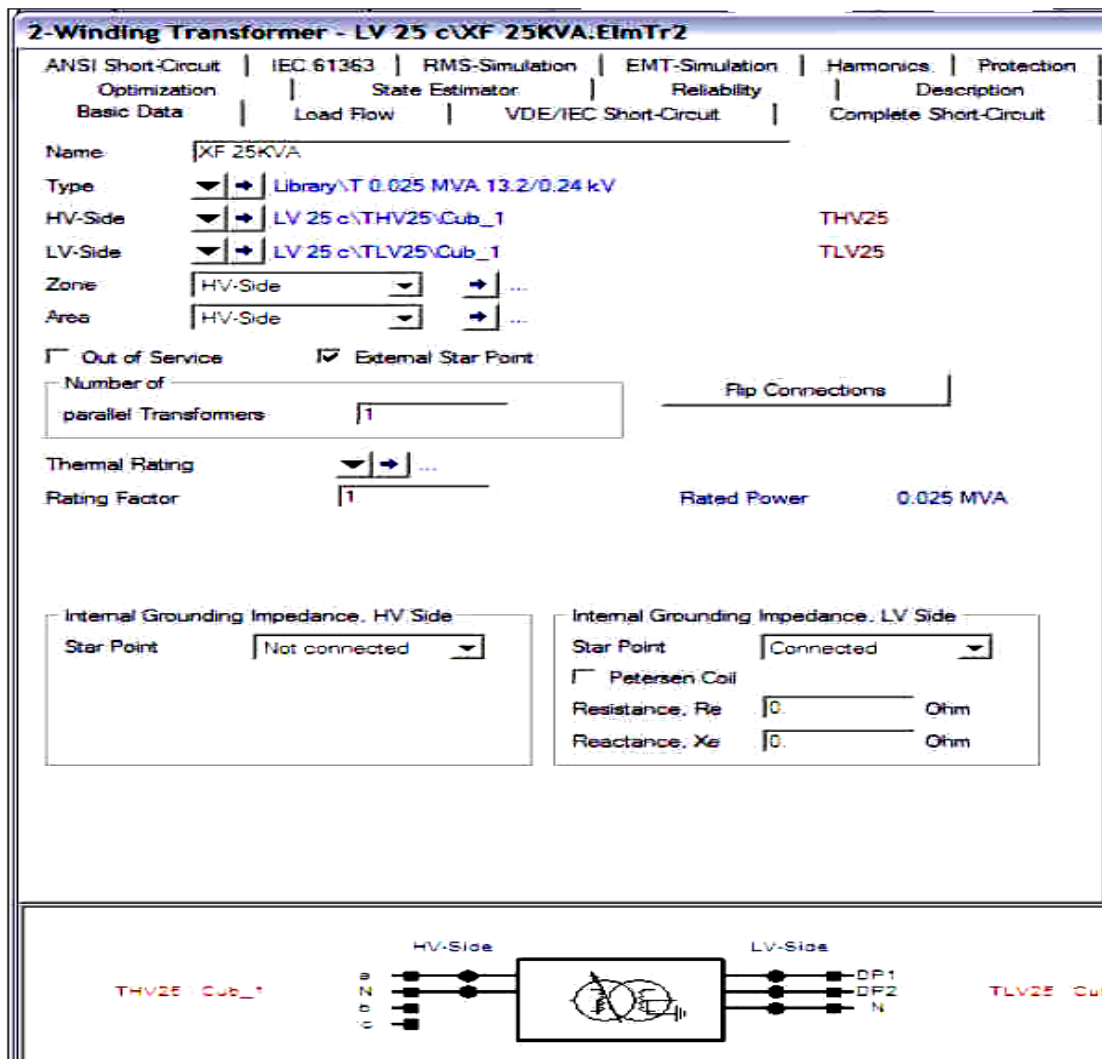 2-Winding Transformer - LV 25 c\XF 25KVA.ElmTr2
ANSI Short-Circuit | IEC 61363 | RMS-Simulation | EMT-Simulation | Harmonics | Protection
Optimization | State Estimator | Reliability | Description
Basic Data | Load Flow | VDE/IEC Short-Circuit | Complete Short-Circuit
Name XF 25KVA
Type Library\T 0.025 MVA 13.2/0.24 kV
HV-Side LV 25 c\THV25\Cub_1 THV25
LV-Side LV 25 c\TLV25\Cub_1 TLV25
Zone HV-Side ...
Area HV-Side ...
Out of Service External Star Point
Number of
parallel Transformers 1
Flip Connections
Thermal Rating ...
Rating Factor 1 Rated Power 0.025 MVA
Internal Grounding Impedance, HV Side
Star Point Not connected
Internal Grounding Impedance, LV Side
Star Point Connected
Petersen Coil
Resistance, Re 0. Ohm
Reactance, Xe 0. Ohm
HV-Side LV-Side
a DP1
THV25 Cub_1 N DP2 TLV25 Cu
b N
c